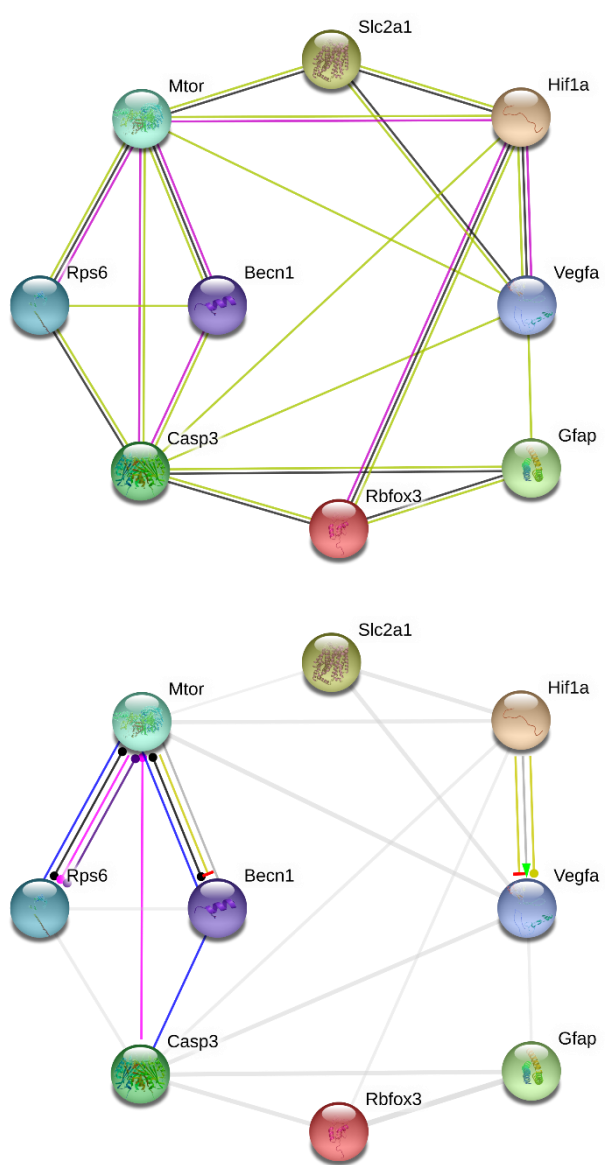 Slc2a1
Mtor
Hif1a
Rps6
Becn1
Vegfa
Casp3
Gfap
Rbfox3
Slc2a1
Mtor
Hif1a
Rps6
Becn1
Vegfa
Casp3
Gfap
Rbfox3